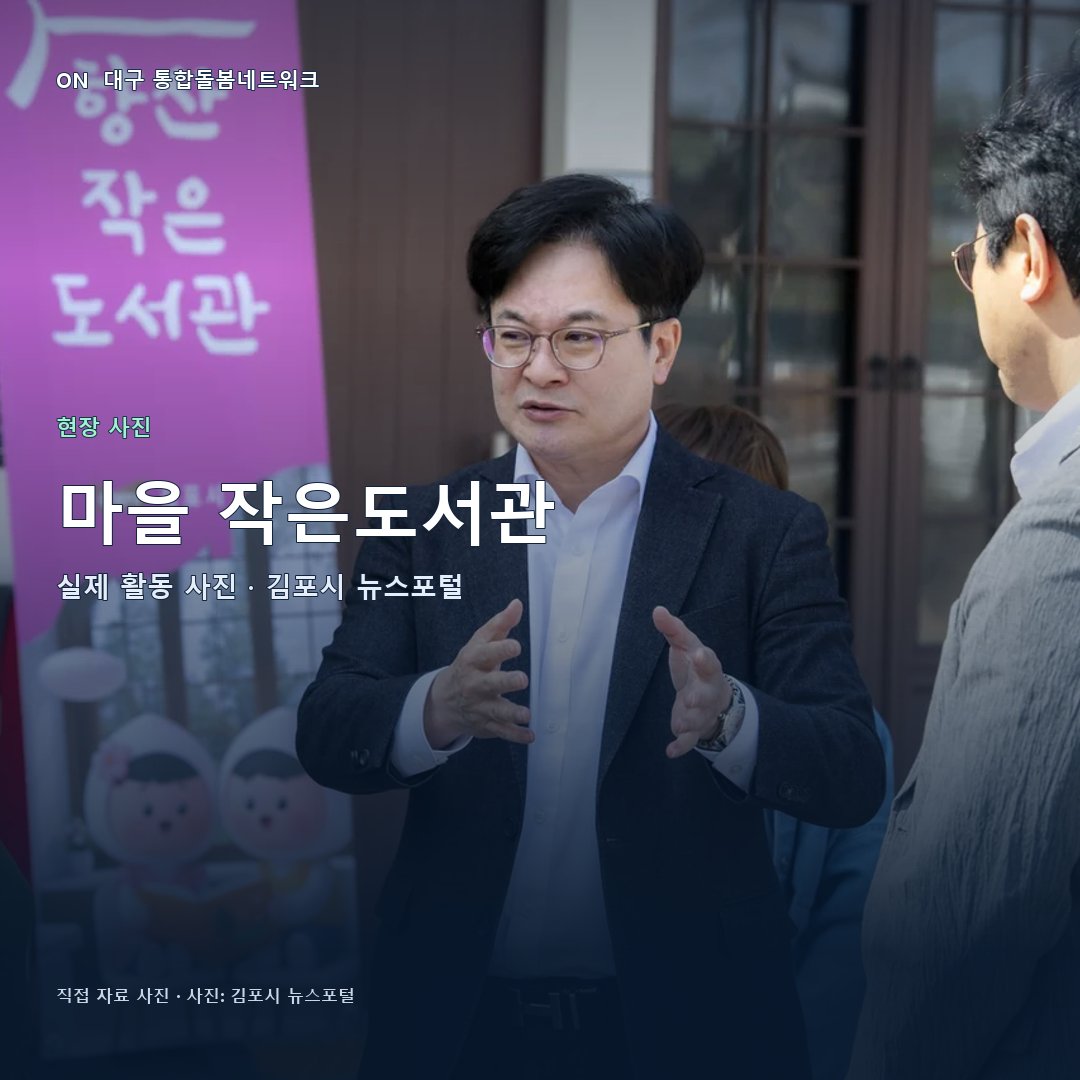 ON 대구 통합돌봄네트워크
향산
작은
도서관
현장 사진
마을 작은도서관
실제 활동 사진 · 김포시 뉴스포털
직접 자료 사진 · 사진: 김포시 뉴스포털